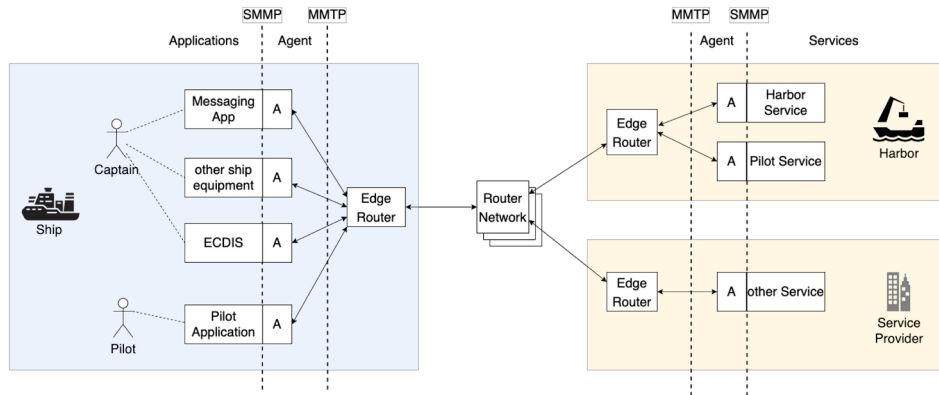 SMMP
MMTP
MMTP
SMMP
Applications
Agent
Agent
Services
Messaging
App
A
Captain
other ship
equipment
A
Ship
ECDIS
A
Pilot
Application
A
Pilot
Edge
Router
Router
Network
Edge
Router
A
Harbor
Service
A
Pilot Service
Harbor
Edge
Router
A
other Service
Service
Provider